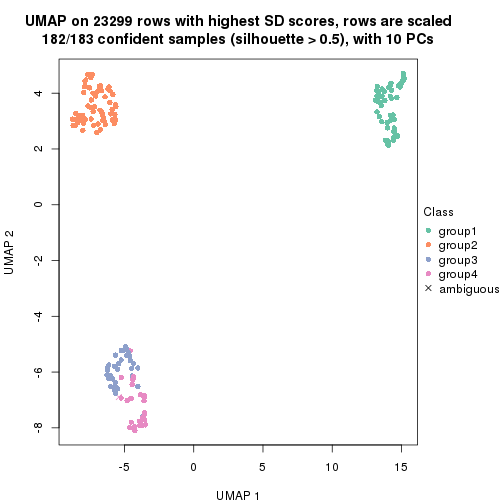 UMAP on 23299 rows with highest SD scores, rows are scaled
182/183 confident samples (silhouette > 0.5), with 10 PCs
4
2
0
-2
-4
-6
-8
UMAP 2
-5
0
5
10
15
UMAP 1
Class
group1
group2
group3
group4
ambiguous